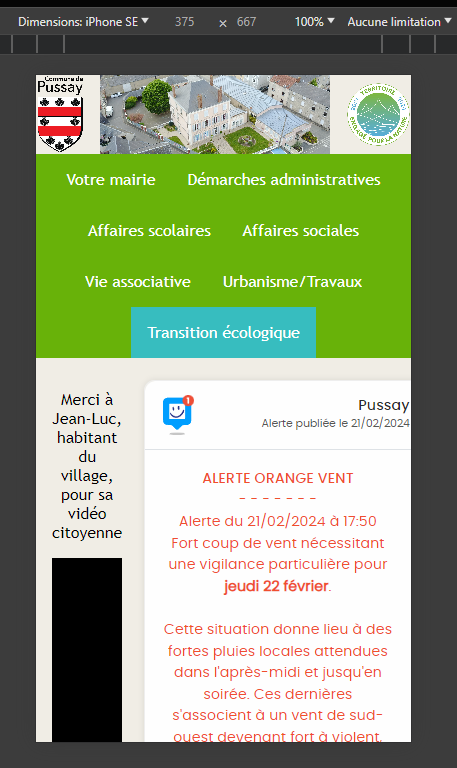 Dimensions: iPhone SE
375 × 667
100%
Aucune limitation
Commune de
Pussay
TERRITOIRE
ENGAGÉ POUR LA NATURE
Votre mairie
Démarches administratives
Affaires scolaires
Affaires sociales
Vie associative
Urbanisme/Travaux
Transition écologique
Merci à
Jean-Luc,
habitant
du
village,
pour sa
vidéo
citoyenne
1
Pussay
Alerte publiée le 21/02/2024
ALERTE ORANGE VENT
- - - - - - -
Alerte du 21/02/2024 à 17:50
Fort coup de vent nécessitant
une vigilance particulière pour
jeudi 22 février.
Cette situation donne lieu à des
fortes pluies locales attendues
dans l'après-midi et jusqu'en
soirée. Ces dernières
s'associent à un vent de sud-
ouest devenant fort à violent.